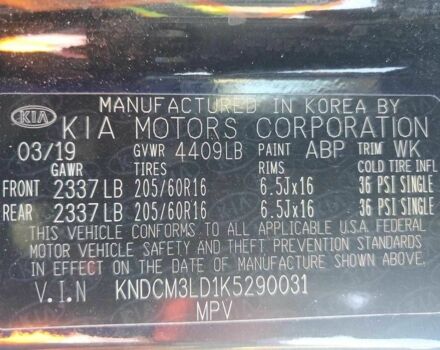 MANUFACTURED IN KOREA BY
KIA KIA MOTORS CORPORATION
03/19 GVWR 4409LB PAINT ABP TRIM WK
GAWR TIRES RIMS COLD TIRE INFL
FRONT 2337LB 205/60R16 6.5Jx16 36 PSI SINGLE
REAR 2337LB 205/60R16 6.5Jx16 36 PSI SINGLE
THIS VEHICLE CONFORMS TO ALL APPLICABLE U.S.A FEDERAL
MOTOR VEHICLE SAFETY AND THEFT PREVENTION STANDARDS
IN EFFECT ON THE DATE OF MANUFACTURE SHOWN ABOVE.
V.I.N KNDCM3LD1K5290031
MPV